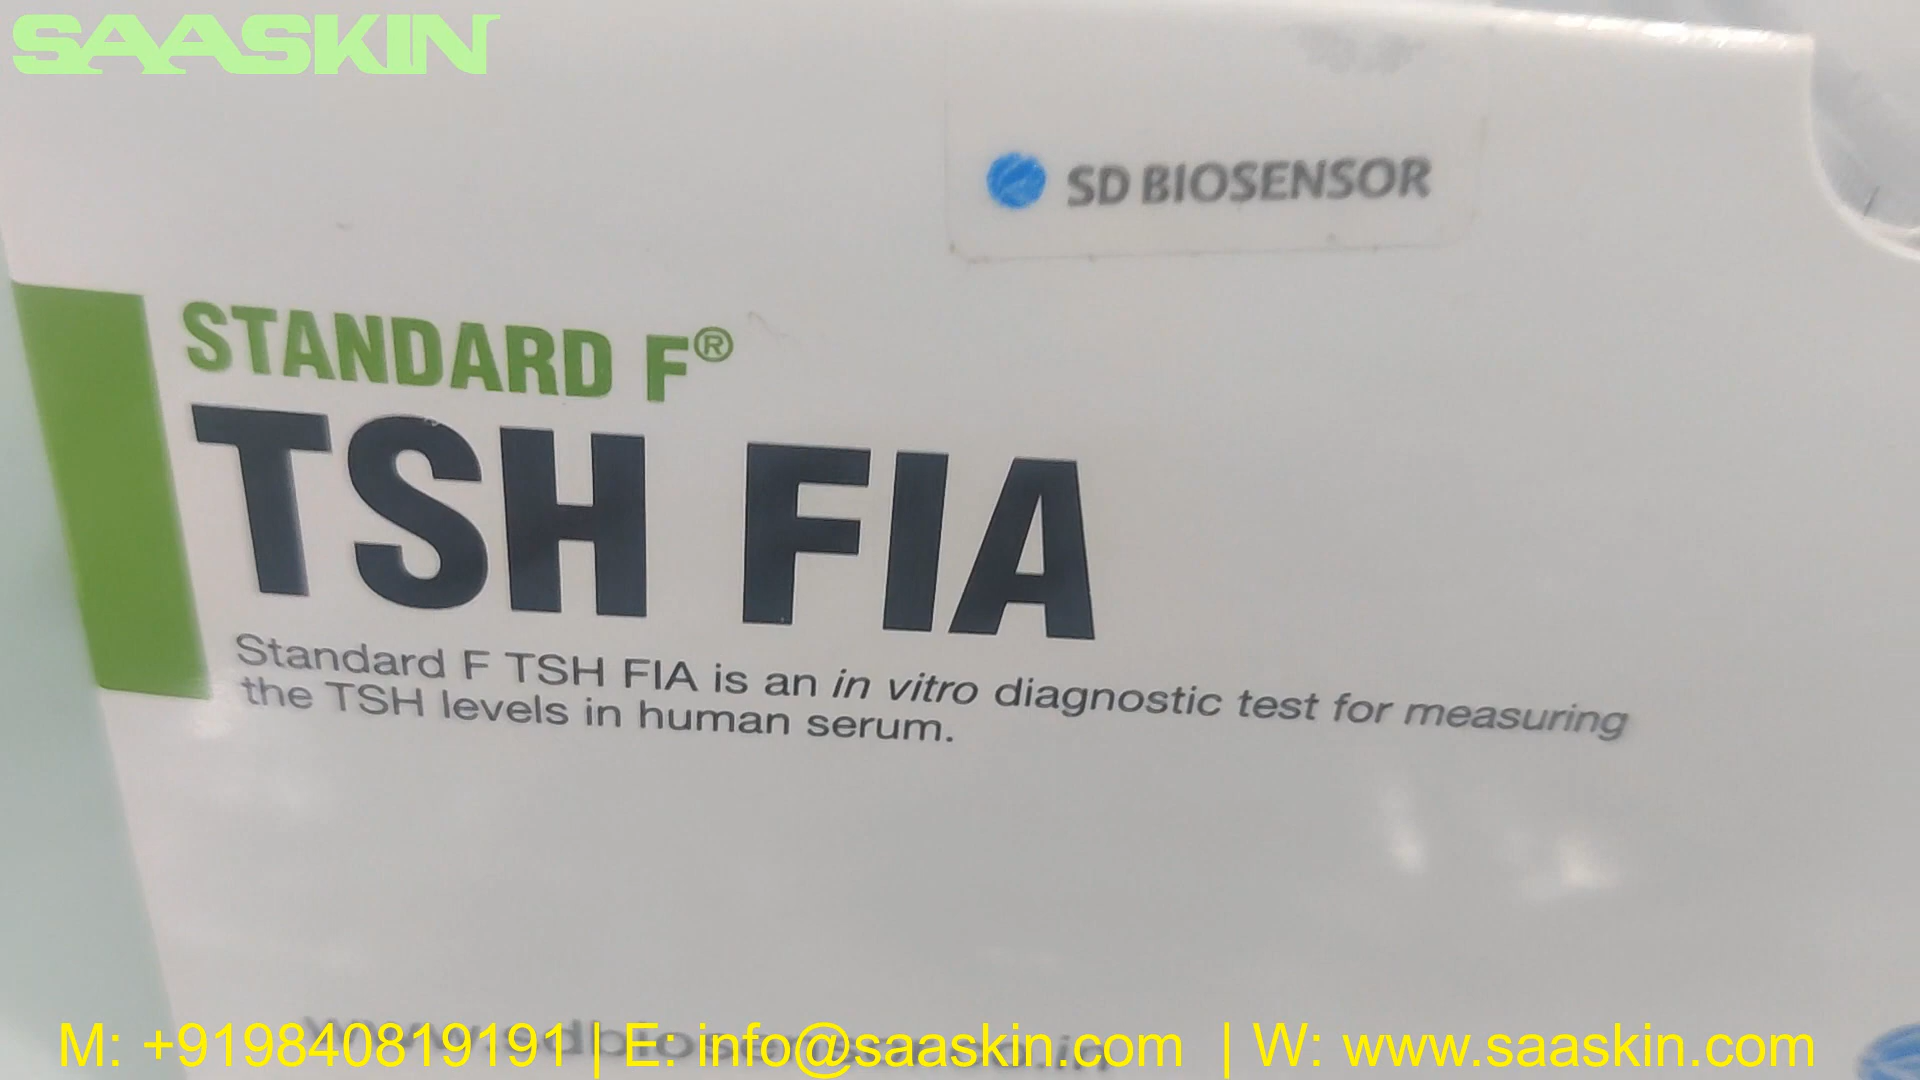 SAASKIN
SD BIOSENSOR
STANDARD F®
TSH FIA
Standard F TSH FIA is an in vitro diagnostic test for measuring
the TSH levels in human serum.
M: +919840819191 | E: info@saaskin.com | W: www.saaskin.com